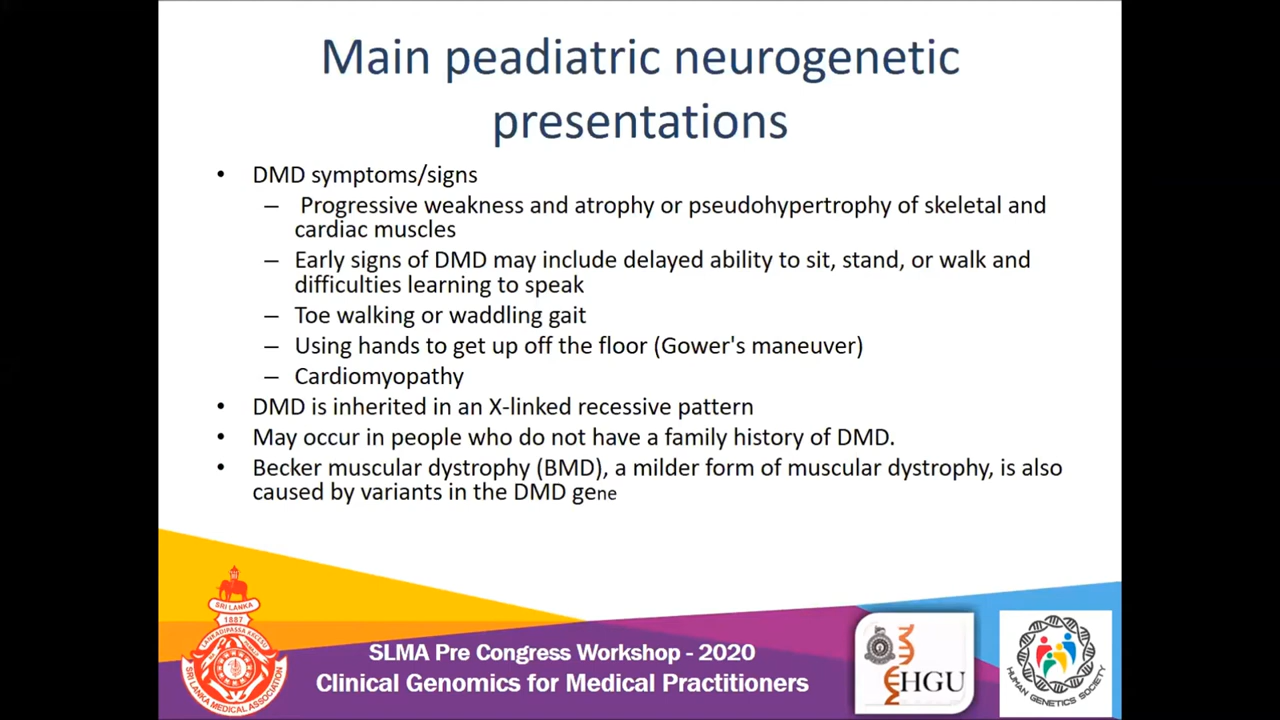 Main peadiatric neurogenetic
presentations
• DMD symptoms/signs
– Progressive weakness and atrophy or pseudohypertrophy of skeletal and
cardiac muscles
– Early signs of DMD may include delayed ability to sit, stand, or walk and
difficulties learning to speak
– Toe walking or waddling gait
– Using hands to get up off the floor (Gower's maneuver)
– Cardiomyopathy
• DMD is inherited in an X-linked recessive pattern
• May occur in people who do not have a family history of DMD.
• Becker muscular dystrophy (BMD), a milder form of muscular dystrophy, is also
caused by variants in the DMD gene
SRI LANKA
1887
SRI LANKA MEDICAL ASSOCIATION
SLMA Pre Congress Workshop - 2020
Clinical Genomics for Medical Practitioners
HGU
HUMAN GENETICS SOCIETY